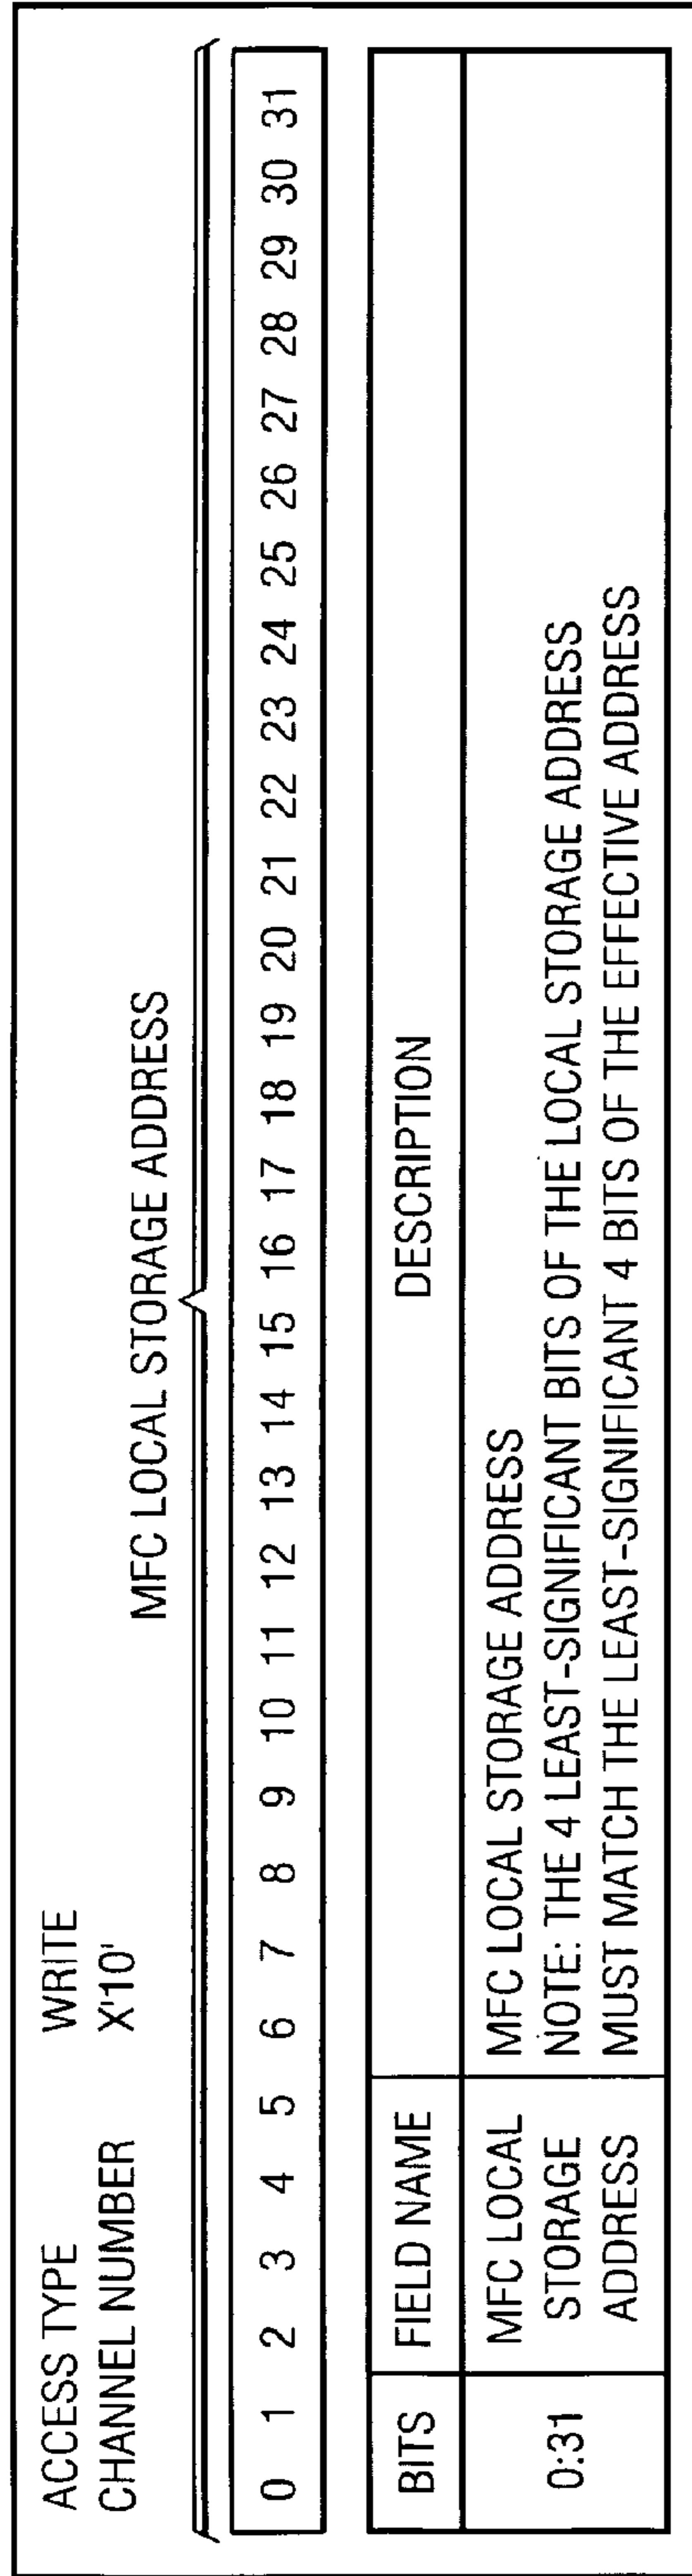 ACCESS TYPE WRITE
CHANNEL NUMBER X'10'
MFC LOCAL STORAGE ADDRESS
0 1 2 3 4 5 6 7 8 9 10 11 12 13 14 15 16 17 18 19 20 21 22 23 24 25 26 27 28 29 30 31
BITS FIELD NAME DESCRIPTION
0:31 MFC LOCAL STORAGE ADDRESS
MFC LOCAL STORAGE ADDRESS
NOTE: THE 4 LEAST-SIGNIFICANT BITS OF THE LOCAL STORAGE ADDRESS
MUST MATCH THE LEAST-SIGNIFICANT 4 BITS OF THE EFFECTIVE ADDRESS